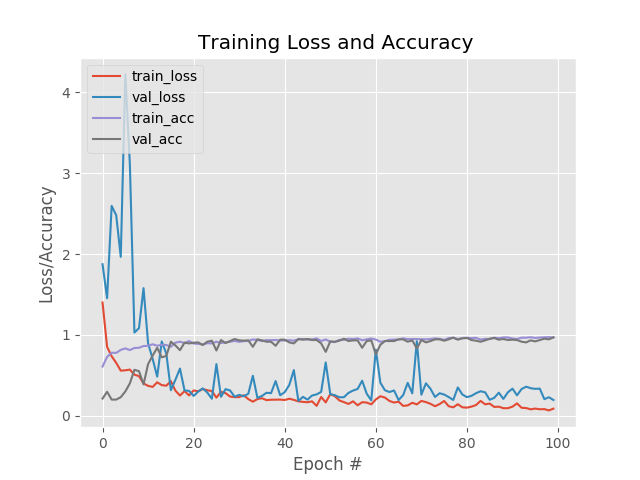 Training Loss and Accuracy
train_loss
val_loss
train_acc
val_acc
Loss/Accuracy
4
3
2
1
0
0 20 40 60 80 100
Epoch #